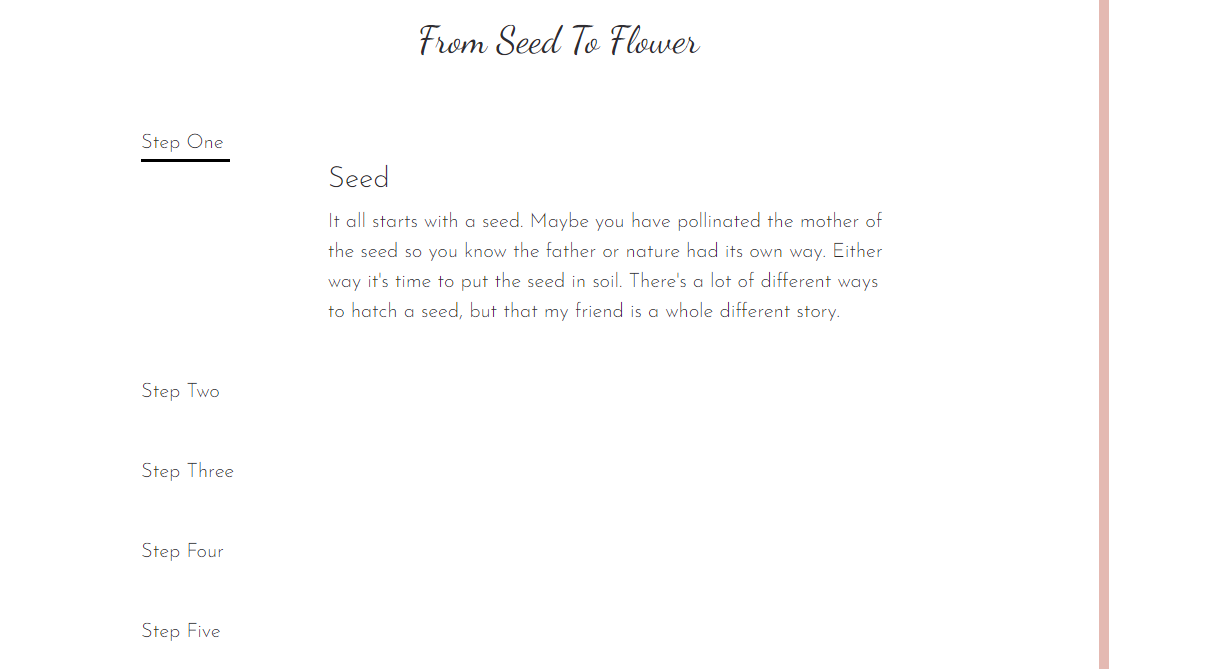 From Seed To Flower
Step One
Seed
It all starts with a seed. Maybe you have pollinated the mother of
the seed so you know the father or nature had its own way. Either
way it's time to put the seed in soil. There's a lot of different ways
to hatch a seed, but that my friend is a whole different story.
Step Two
Step Three
Step Four
Step Five